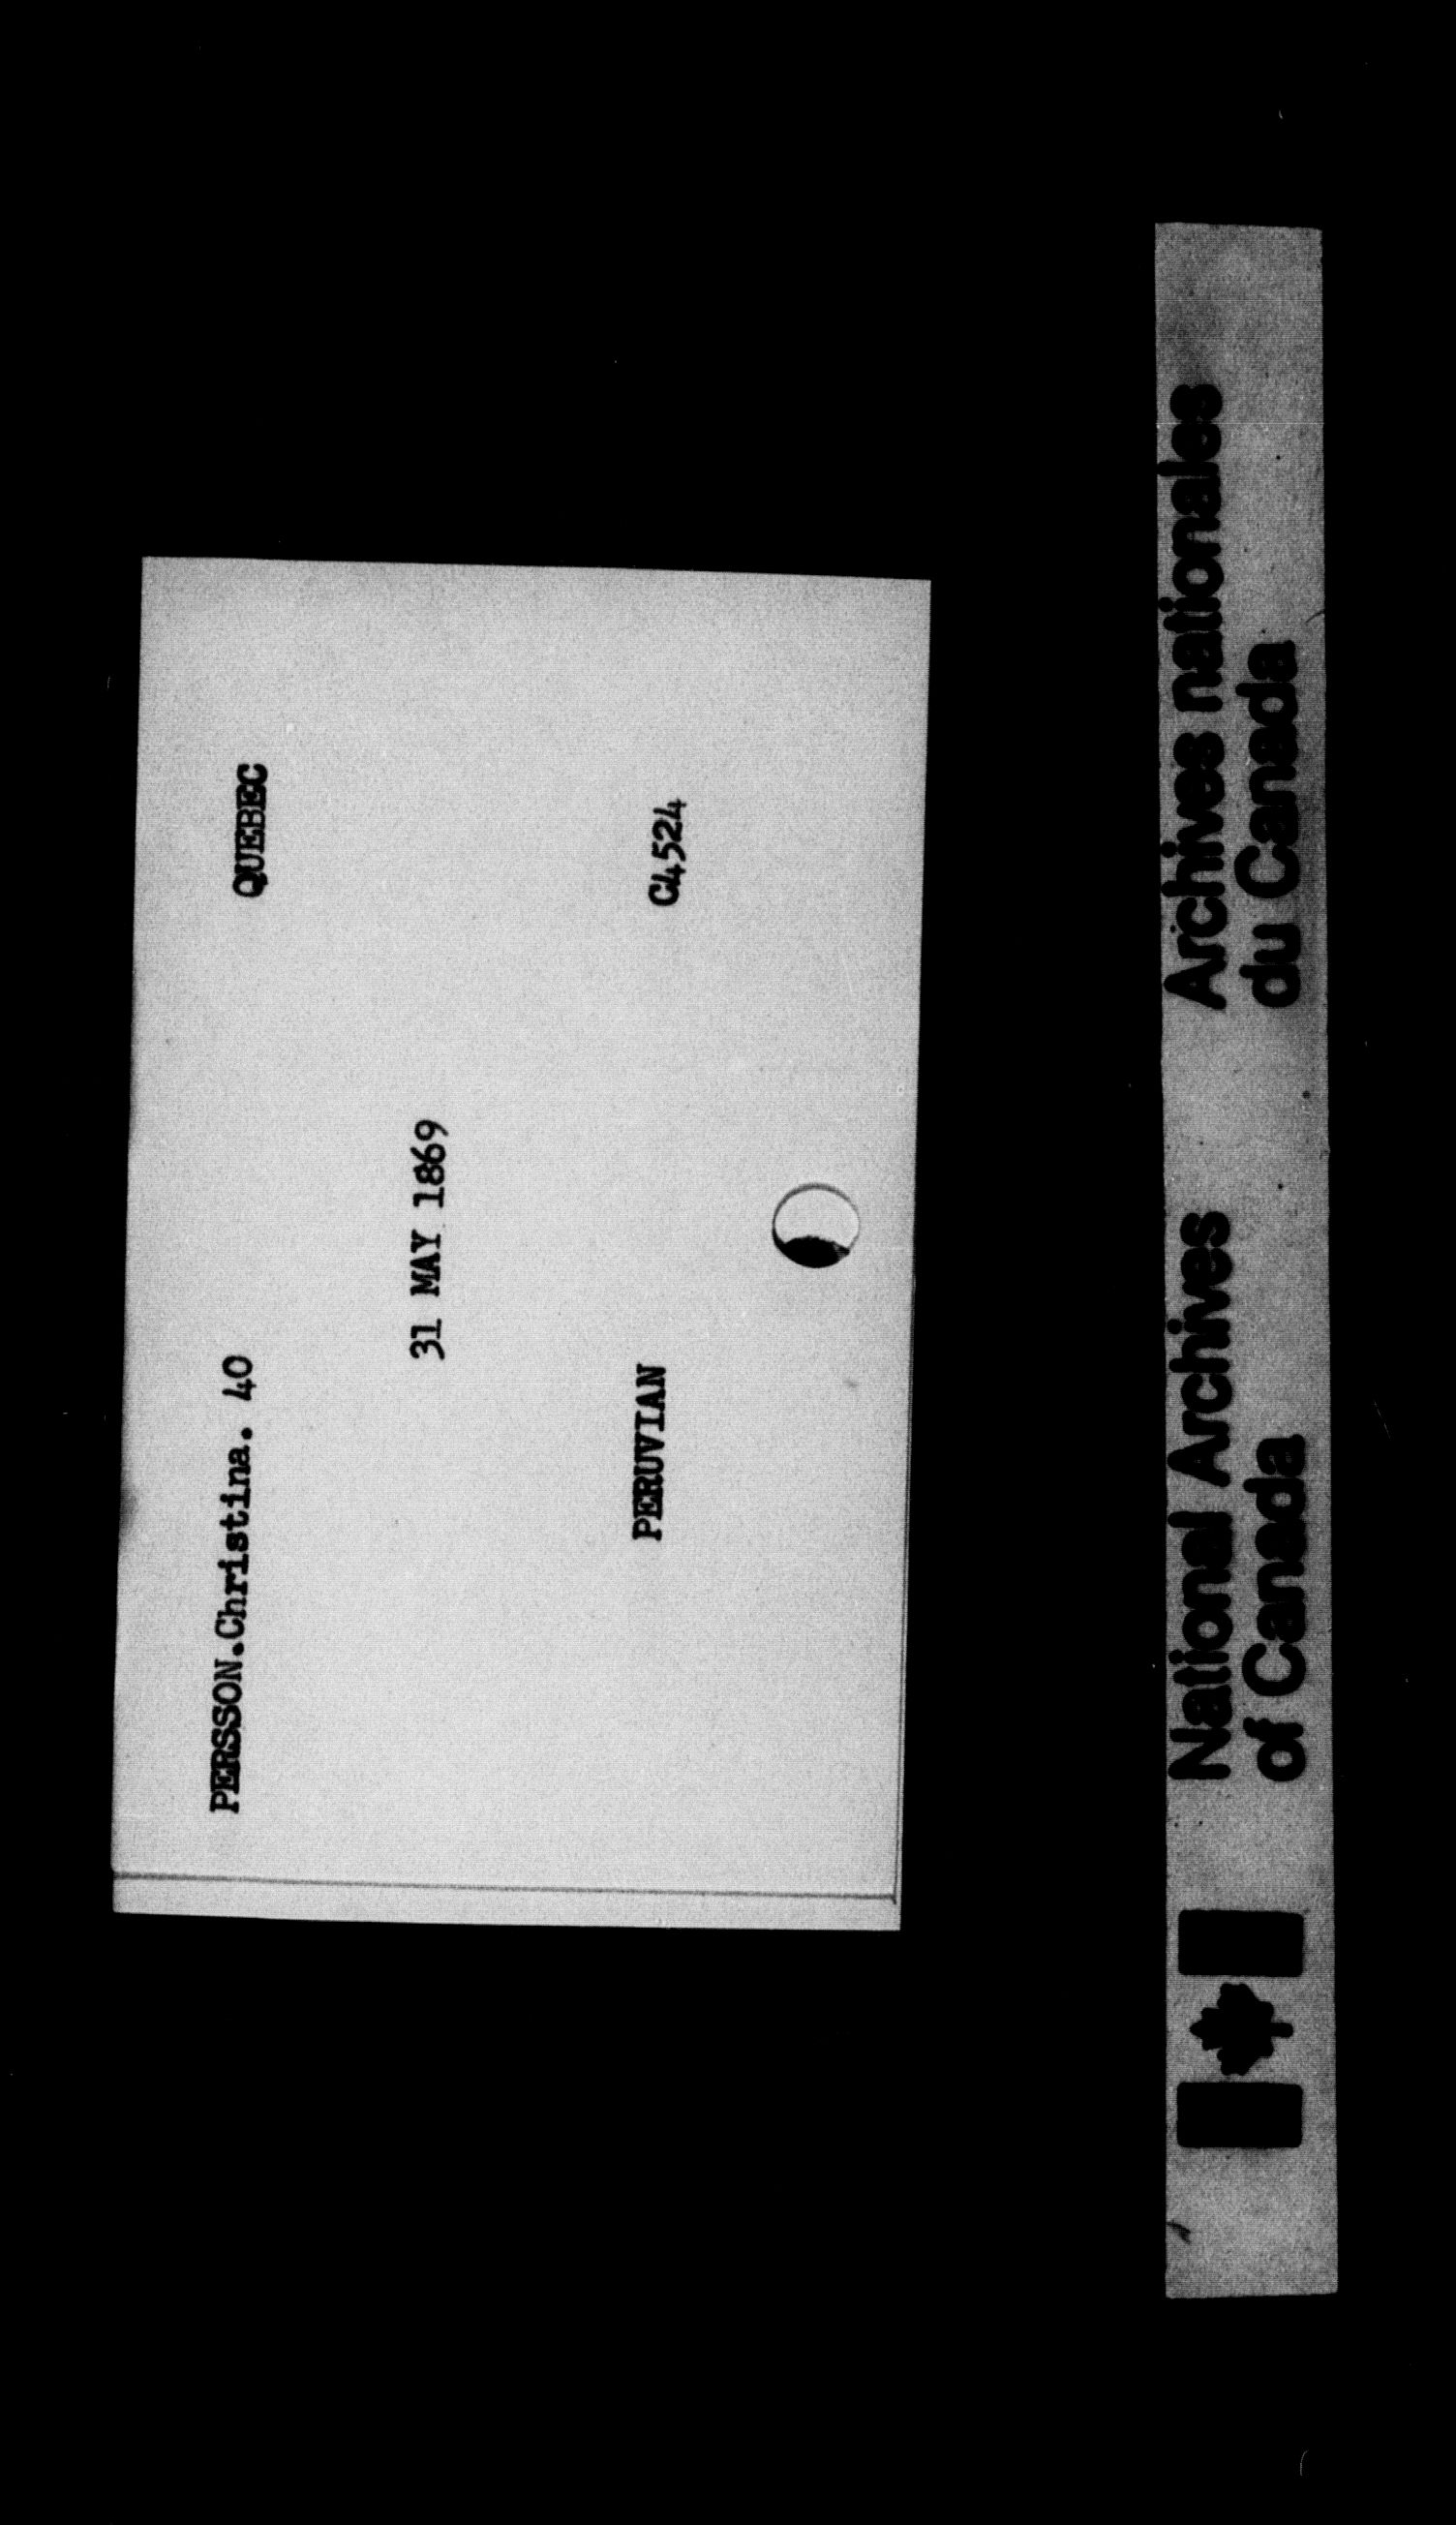 PERSSON.Christina. 40 QUEBEC
31 MAY 1869
PERUVIAN C4524
National Archives
of Canada
Archives nationales
du Canada